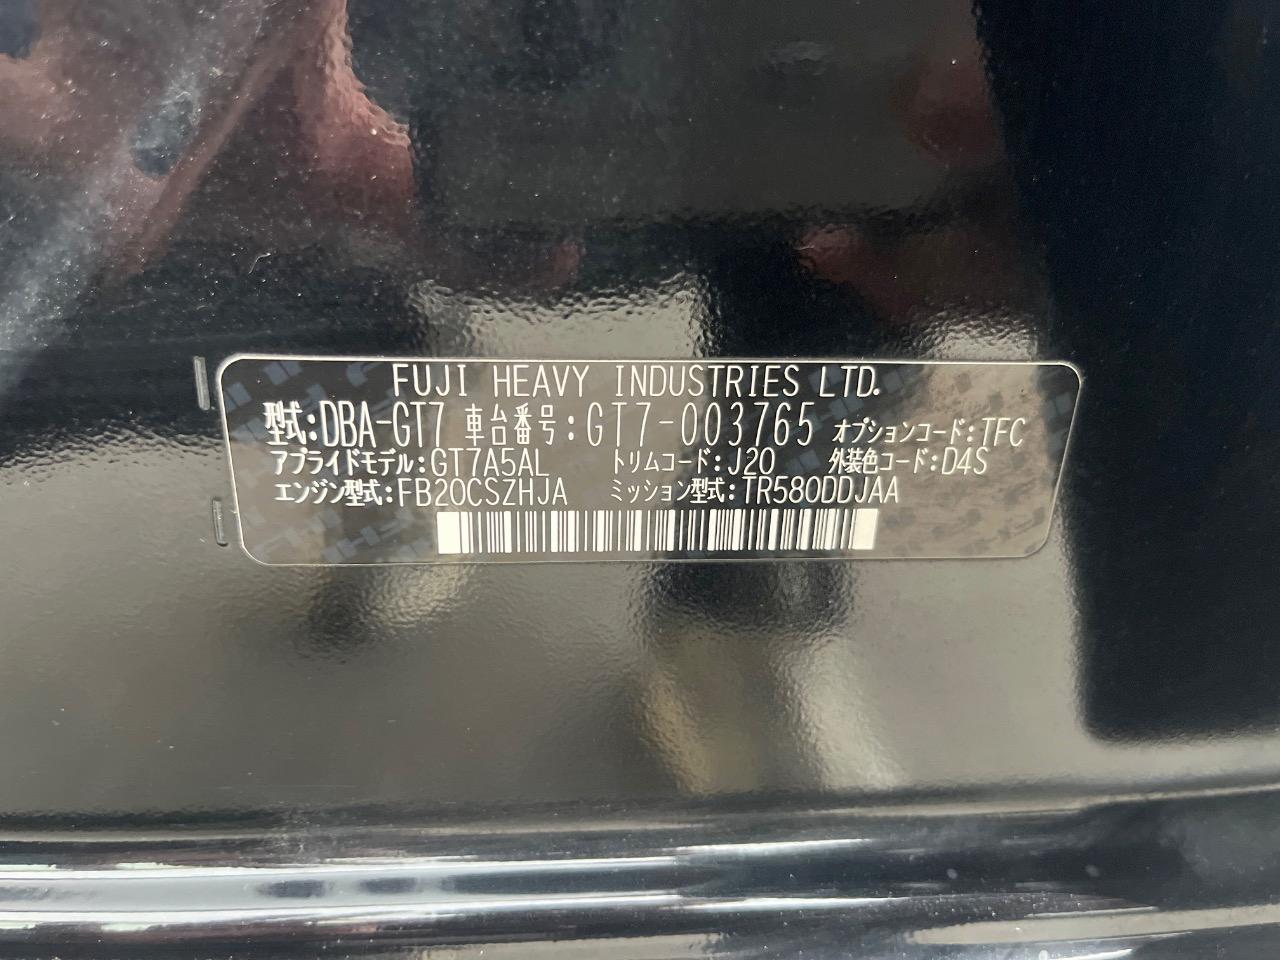 FUJI HEAVY INDUSTRIES LTD.
型式:DBA-GT7 車台番号:GT7-003765 オプションコード:TFC
アプライドモデル:GT7A5AL トリムコード:J20 外装色コード:D4S
エンジン型式:FB20CSZHJA ミッション型式:TR580DDJAA